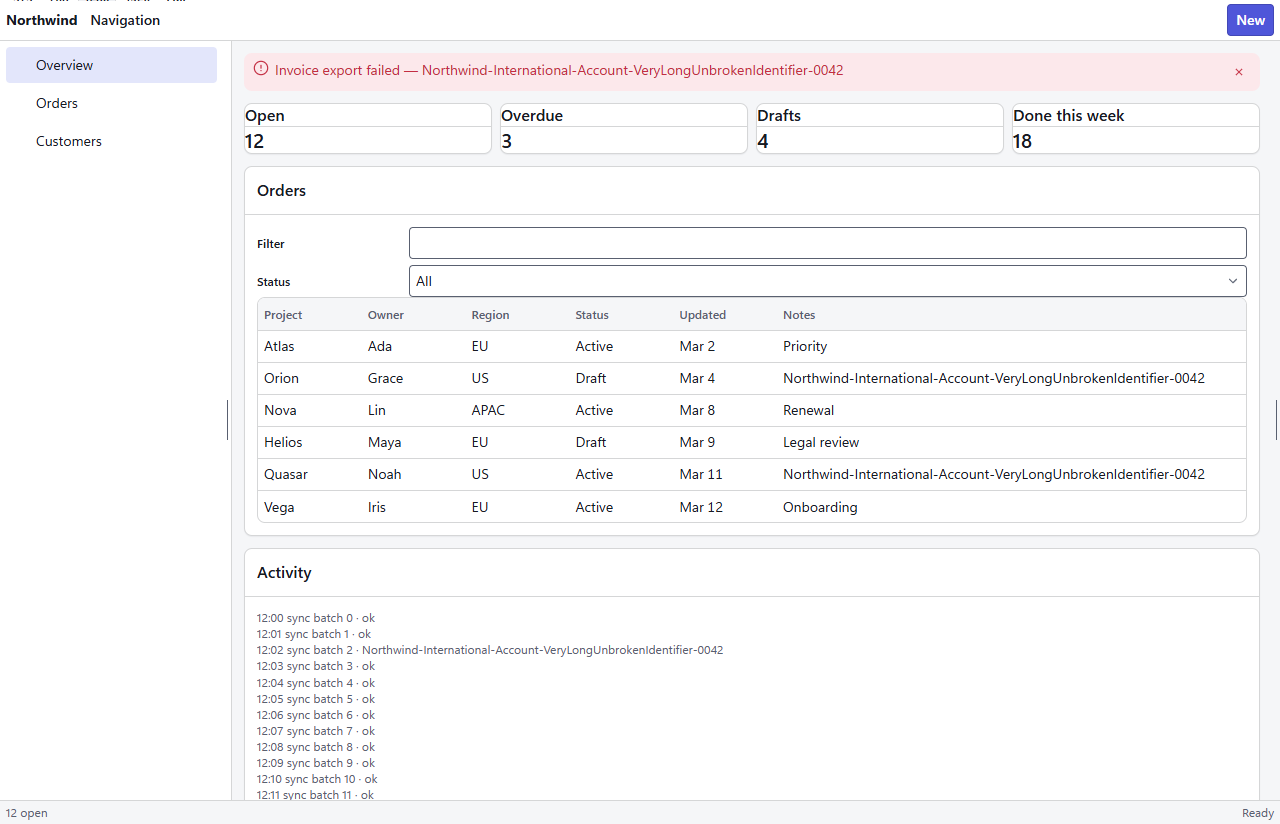 Northwind Navigation New
Overview
Orders
Customers
Invoice export failed — Northwind-International-Account-VeryLongUnbrokenIdentifier-0042 ×
Open Overdue Drafts Done this week
12 3 4 18
Orders
Filter
Status All
Project Owner Region Status Updated Notes
Atlas Ada EU Active Mar 2 Priority
Orion Grace US Draft Mar 4 Northwind-International-Account-VeryLongUnbrokenIdentifier-0042
Nova Lin APAC Active Mar 8 Renewal
Helios Maya EU Draft Mar 9 Legal review
Quasar Noah US Active Mar 11 Northwind-International-Account-VeryLongUnbrokenIdentifier-0042
Vega Iris EU Active Mar 12 Onboarding
Activity
12:00 sync batch 0 · ok
12:01 sync batch 1 · ok
12:02 sync batch 2 · Northwind-International-Account-VeryLongUnbrokenIdentifier-0042
12:03 sync batch 3 · ok
12:04 sync batch 4 · ok
12:05 sync batch 5 · ok
12:06 sync batch 6 · ok
12:07 sync batch 7 · ok
12:08 sync batch 8 · ok
12:09 sync batch 9 · ok
12:10 sync batch 10 · ok
12:11 sync batch 11 · ok
12 open Ready